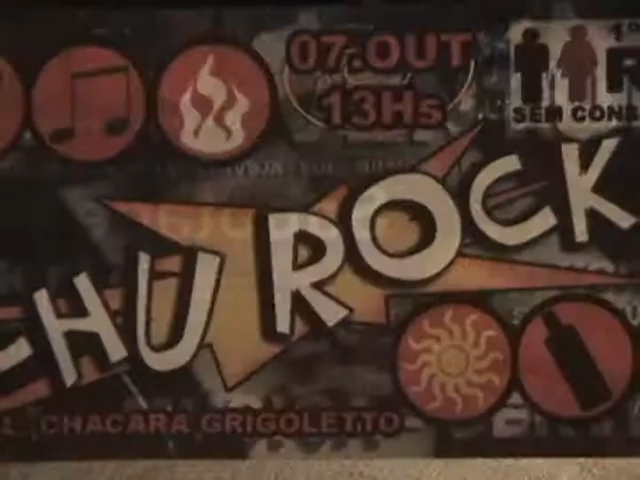 07.OUT
13Hs
1º R
SEM CONS
CHU ROCK
L. CHACARA GRIGOLETTO